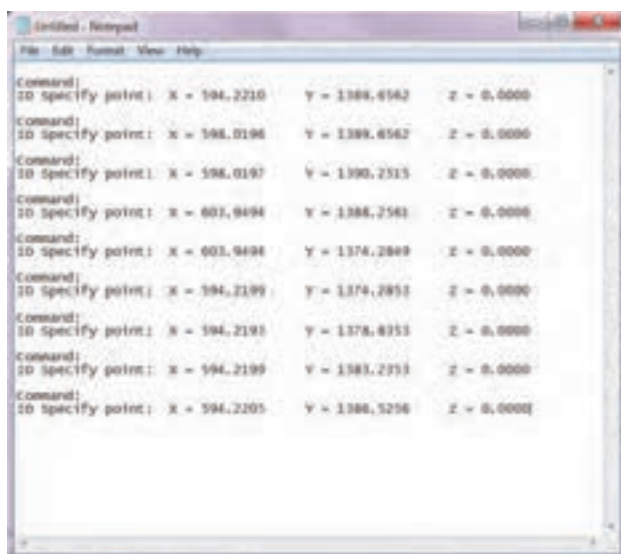 Untitled - Notepad
File Edit Format View Help
Command:
ID Specify point: X = 594.2210 Y = 1389.6562 Z = 0.0000
Command:
ID Specify point: X = 598.0196 Y = 1389.6562 Z = 0.0000
Command:
ID Specify point: X = 598.0197 Y = 1390.2515 Z = 0.0000
Command:
ID Specify point: X = 603.9494 Y = 1388.2561 Z = 0.0000
Command:
ID Specify point: X = 603.9494 Y = 1374.2849 Z = 0.0000
Command:
ID Specify point: X = 594.2199 Y = 1374.2853 Z = 0.0000
Command:
ID Specify point: X = 594.2193 Y = 1378.8353 Z = 0.0000
Command:
ID Specify point: X = 594.2199 Y = 1383.2353 Z = 0.0000
Command:
ID Specify point: X = 594.2205 Y = 1386.5256 Z = 0.0000